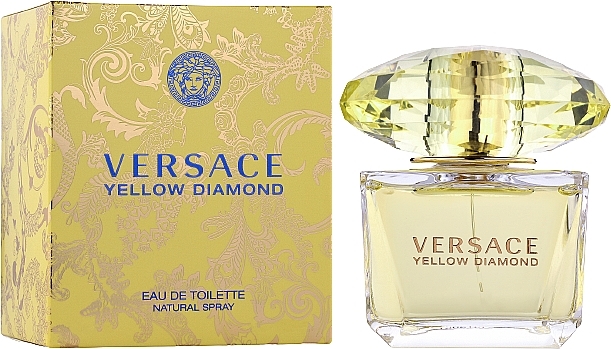 VERSACE
YELLOW DIAMOND
EAU DE TOILETTE
NATURAL SPRAY
VERSACE
YELLOW DIAMOND